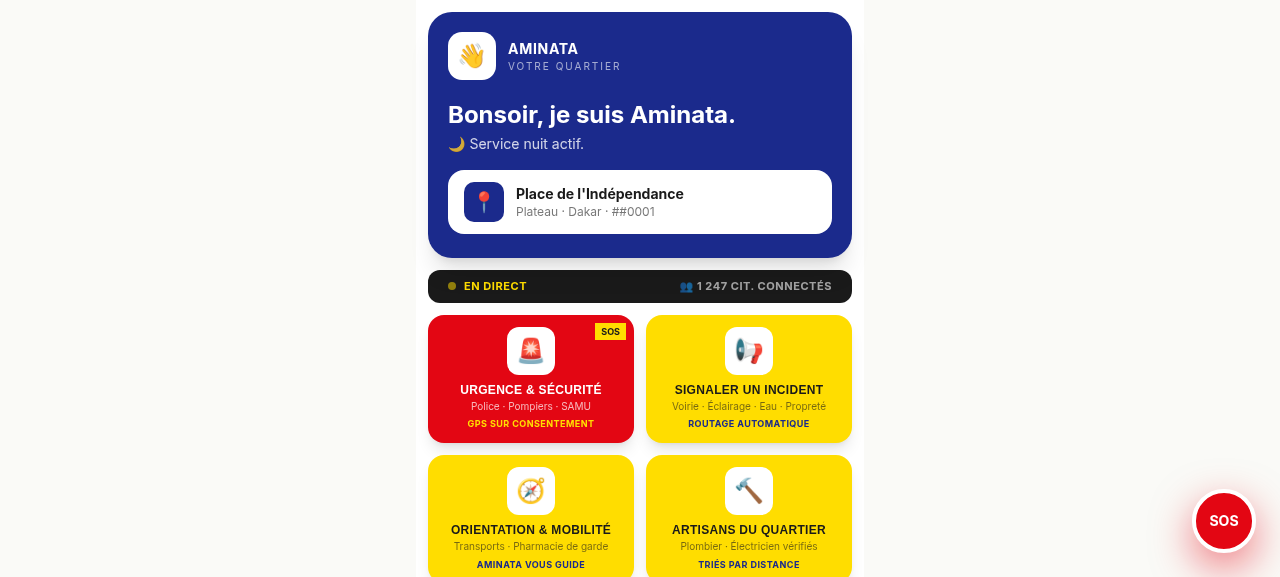 AMINATA
VOTRE QUARTIER
Bonsoir, je suis Aminata.
🌙 Service nuit actif.
Place de l'Indépendance
Plateau · Dakar · ##0001
EN DIRECT
👥 1 247 CIT. CONNECTÉS
SOS
URGENCE & SÉCURITÉ
Police · Pompiers · SAMU
GPS SUR CONSENTEMENT
SIGNALER UN INCIDENT
Voirie · Éclairage · Eau · Propreté
ROUTAGE AUTOMATIQUE
ORIENTATION & MOBILITÉ
Transports · Pharmacie de garde
AMINATA VOUS GUIDE
ARTISANS DU QUARTIER
Plombier · Électricien vérifiés
TRIÉS PAR DISTANCE
SOS